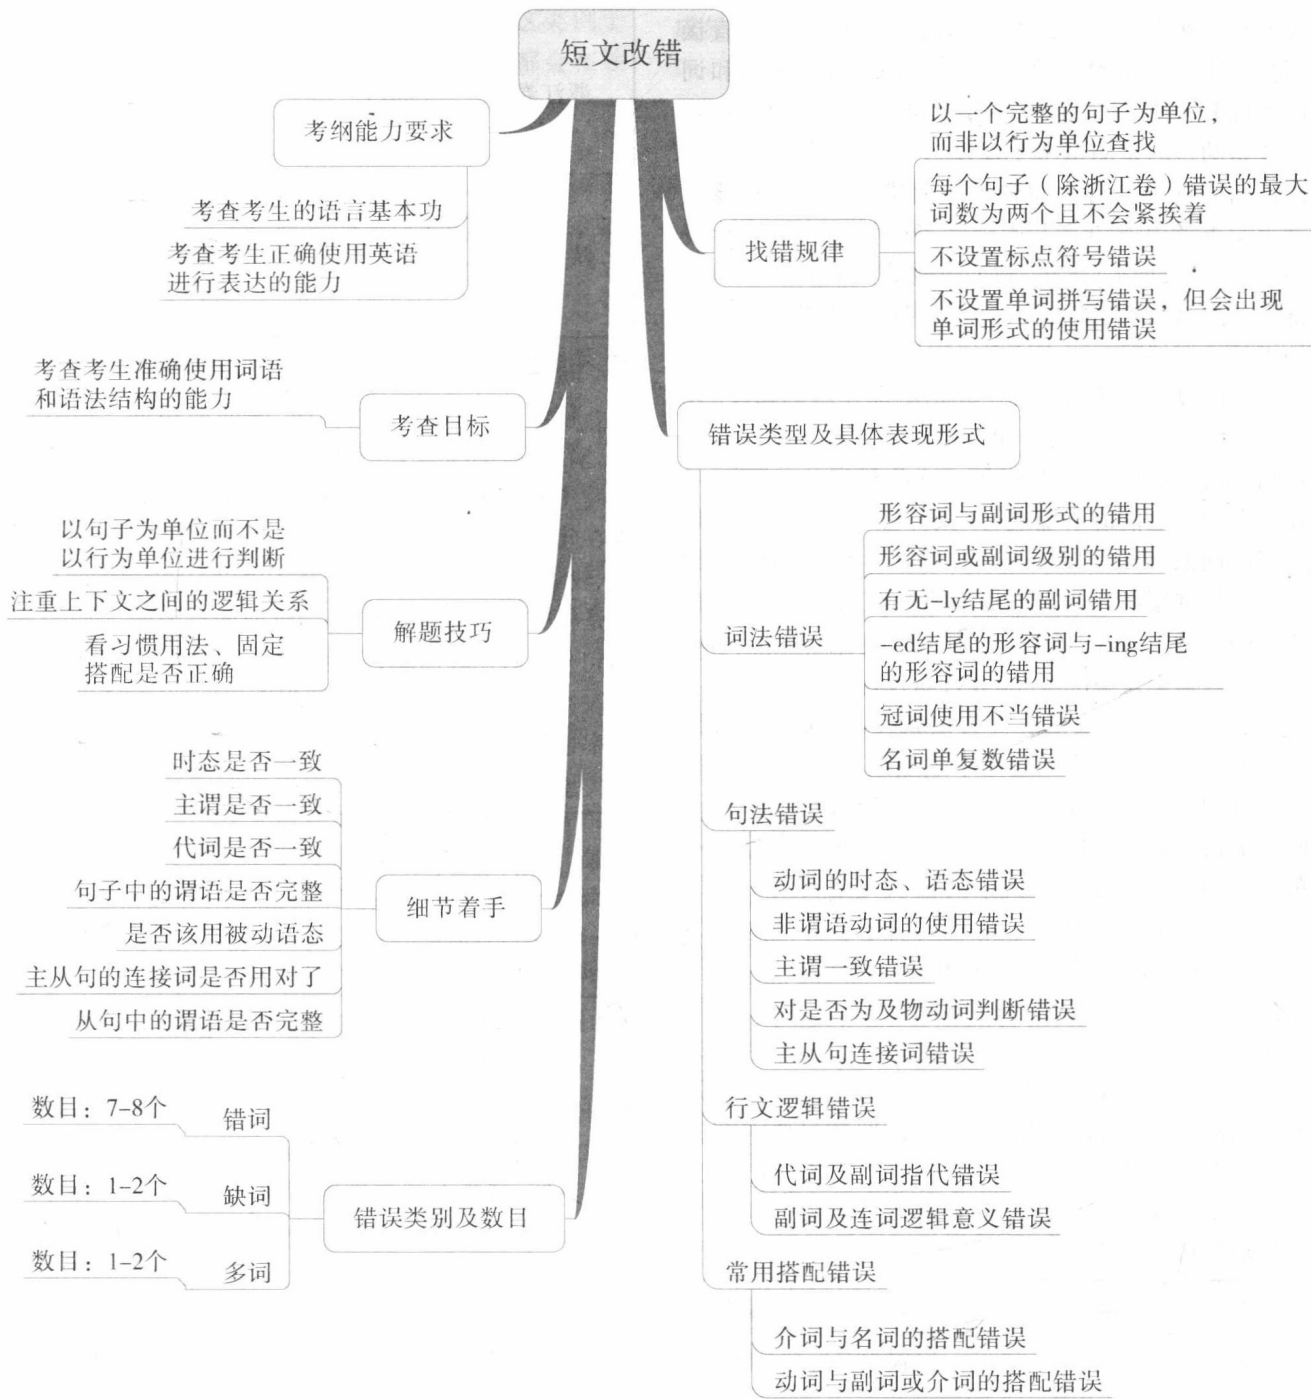 短文改错
考纲能力要求
考查考生的语言基本功
考查考生正确使用英语
进行表达的能力
考查考生准确使用词语
和语法结构的能力
考查目标
以句子为单位而不是
以行为单位进行判断
注重上下文之间的逻辑关系
看习惯用法、固定
搭配是否正确
解题技巧
时态是否一致
主谓是否一致
代词是否一致
句子中的谓语是否完整
是否该用被动语态
主从句的连接词是否用对了
从句中的谓语是否完整
细节着手
数目：7–8个 错词
数目：1–2个 缺词
数目：1–2个 多词
错误类别及数目
找错规律
以一个完整的句子为单位，
而非以行为单位查找
每个句子（除浙江卷）错误的最大
词数为两个且不会紧挨着
不设置标点符号错误
不设置单词拼写错误，但会出现
单词形式的使用错误
错误类型及具体表现形式
词法错误
形容词与副词形式的错用
形容词或副词级别的错用
有无–ly结尾的副词错用
–ed结尾的形容词与–ing结尾
的形容词的错用
冠词使用不当错误
名词单复数错误
句法错误
动词的时态、语态错误
非谓语动词的使用错误
主谓一致错误
对是否为及物动词判断错误
主从句连接词错误
行文逻辑错误
代词及副词指代错误
副词及连词逻辑意义错误
常用搭配错误
介词与名词的搭配错误
动词与副词或介词的搭配错误